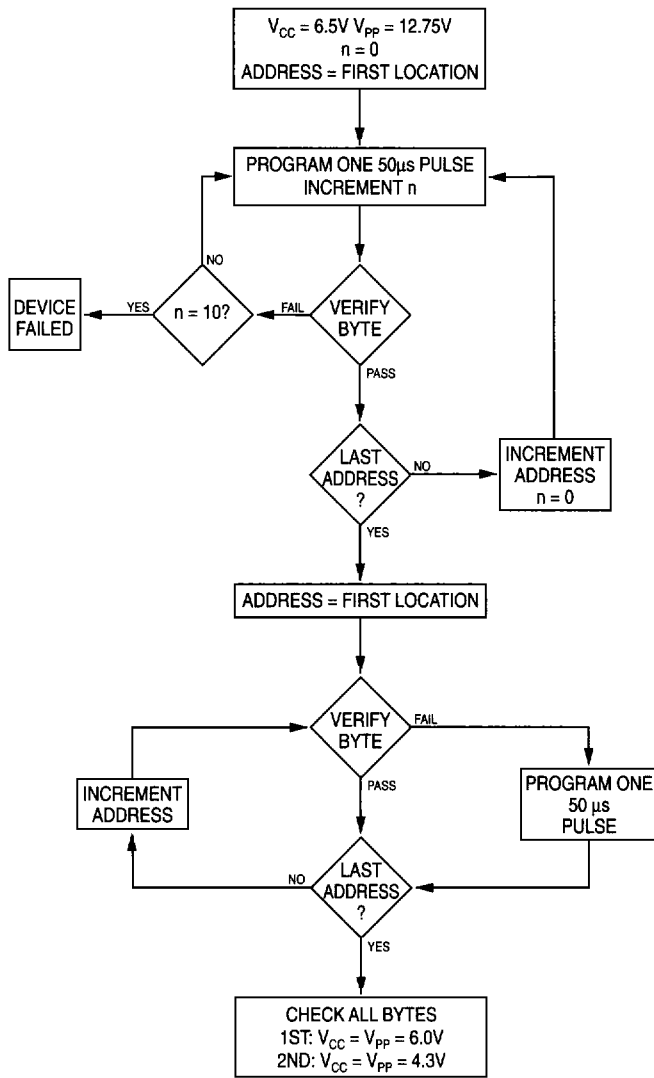 V_CC = 6.5V V_PP = 12.75V
n = 0
ADDRESS = FIRST LOCATION
PROGRAM ONE 50µs PULSE
INCREMENT n
NO
DEVICE
FAILED
YES
n = 10?
FAIL
VERIFY
BYTE
PASS
LAST
ADDRESS
?
NO
INCREMENT
ADDRESS
n = 0
YES
ADDRESS = FIRST LOCATION
VERIFY
BYTE
FAIL
INCREMENT
ADDRESS
PASS
PROGRAM ONE
50 µs
PULSE
NO
LAST
ADDRESS
?
YES
CHECK ALL BYTES
1ST: V_CC = V_PP = 6.0V
2ND: V_CC = V_PP = 4.3V